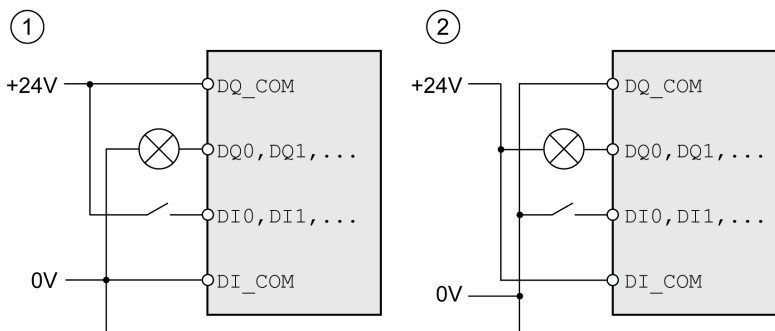 1
+24V
DQ_COM
DQ0,DQ1,...
DI0,DI1,...
0V
DI_COM
2
+24V
DQ_COM
DQ0,DQ1,...
DI0,DI1,...
DI_COM
0V